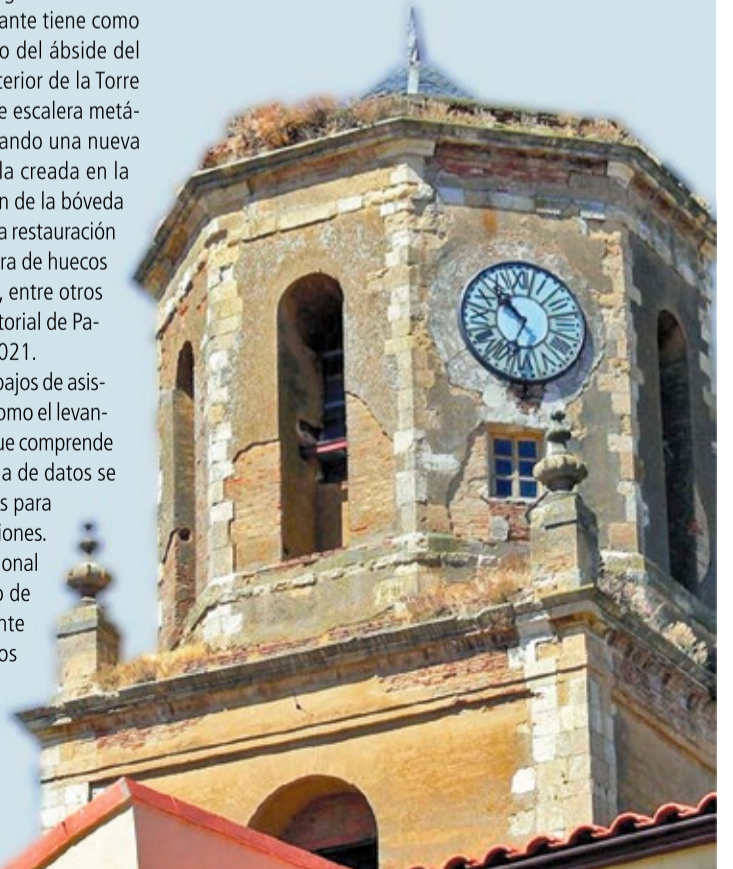 ante tiene como
o del ábside del
terior de la Torre
e escalera metá-
ando una nueva
la creada en la
n de la bóveda
a restauración
ra de huecos
, entre otros
torial de Pa-
021.
bajos de asis-
omo el levan-
ue comprende
a de datos se
s para
iones.
onal
o de
nte
os